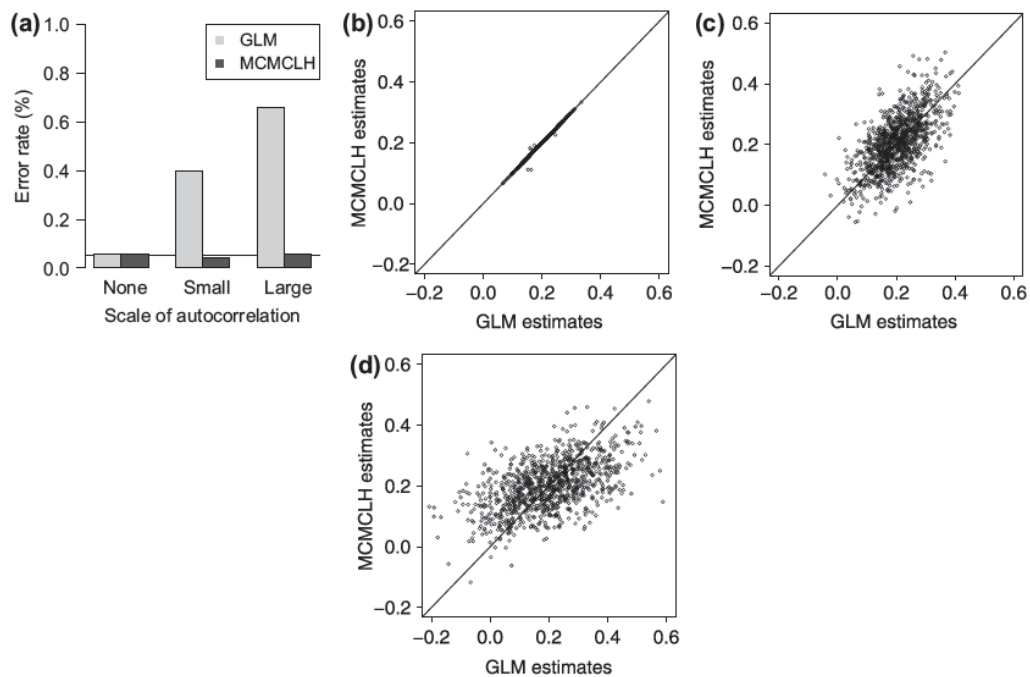 (a)
Error rate (%)
1.0
0.8
0.6
0.4
0.2
0.0
GLM
MCMCLH
None Small Large
Scale of autocorrelation
(b)
MCMCLH estimates
0.6
0.4
0.2
0.0
−0.2
−0.2 0.0 0.2 0.4 0.6
GLM estimates
(c)
MCMCLH estimates
0.6
0.4
0.2
0.0
−0.2
−0.2 0.0 0.2 0.4 0.6
GLM estimates
(d)
MCMCLH estimates
0.6
0.4
0.2
0.0
−0.2
−0.2 0.0 0.2 0.4 0.6
GLM estimates